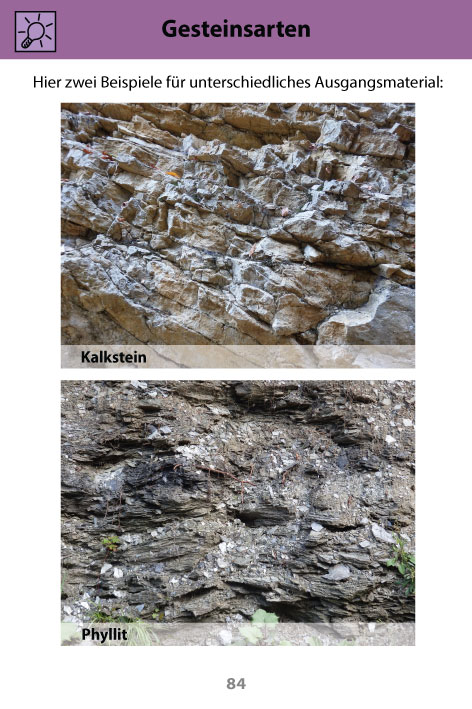 Gesteinsarten
Hier zwei Beispiele für unterschiedliches Ausgangsmaterial:
Kalkstein
Phyllit
84